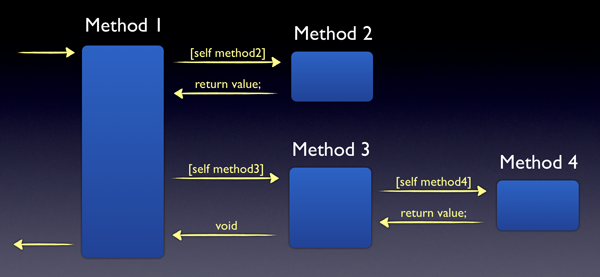 Method 1
Method 2
[self method2]
return value;
Method 3
Method 4
[self method3]
[self method4]
return value;
void